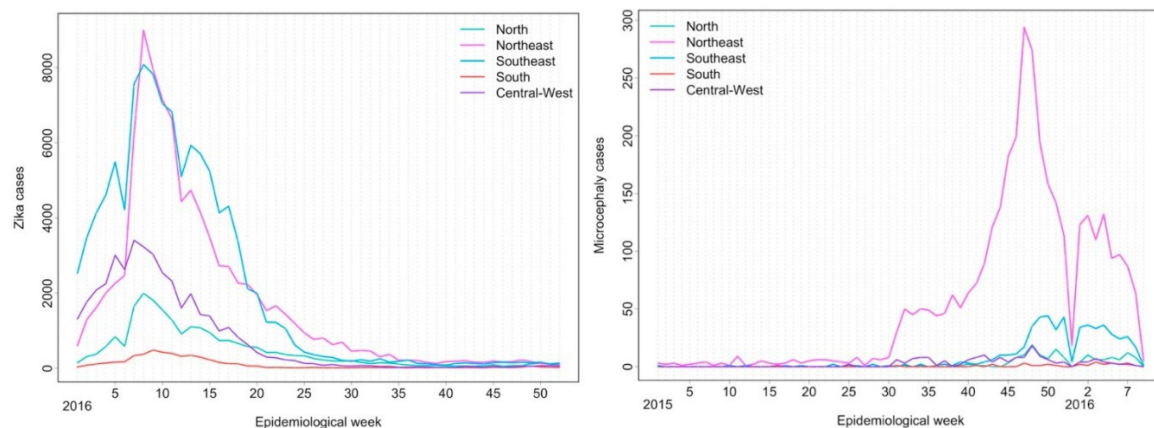 North
Northeast
Southeast
South
Central-West
Zika cases
0 2000 4000 6000 8000
5 10 15 20 25 30 35 40 45 50
2016
Epidemiological week
North
Northeast
Southeast
South
Central-West
Microcephaly cases
0 50 100 150 200 250 300
5 10 15 20 25 30 35 40 45 50 2 7
2015 2016
Epidemiological week